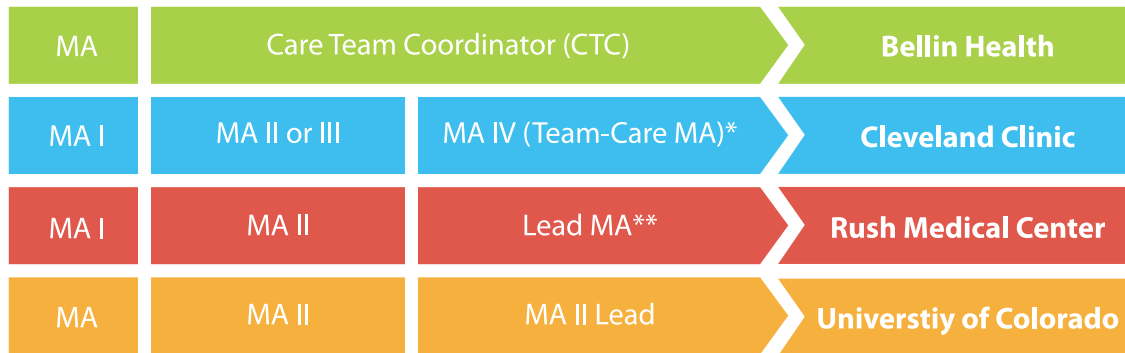 MA Care Team Coordinator (CTC) Bellin Health
MA I MA II or III MA IV (Team-Care MA)* Cleveland Clinic
MA I MA II Lead MA** Rush Medical Center
MA MA II MA II Lead Universtiy of Colorado